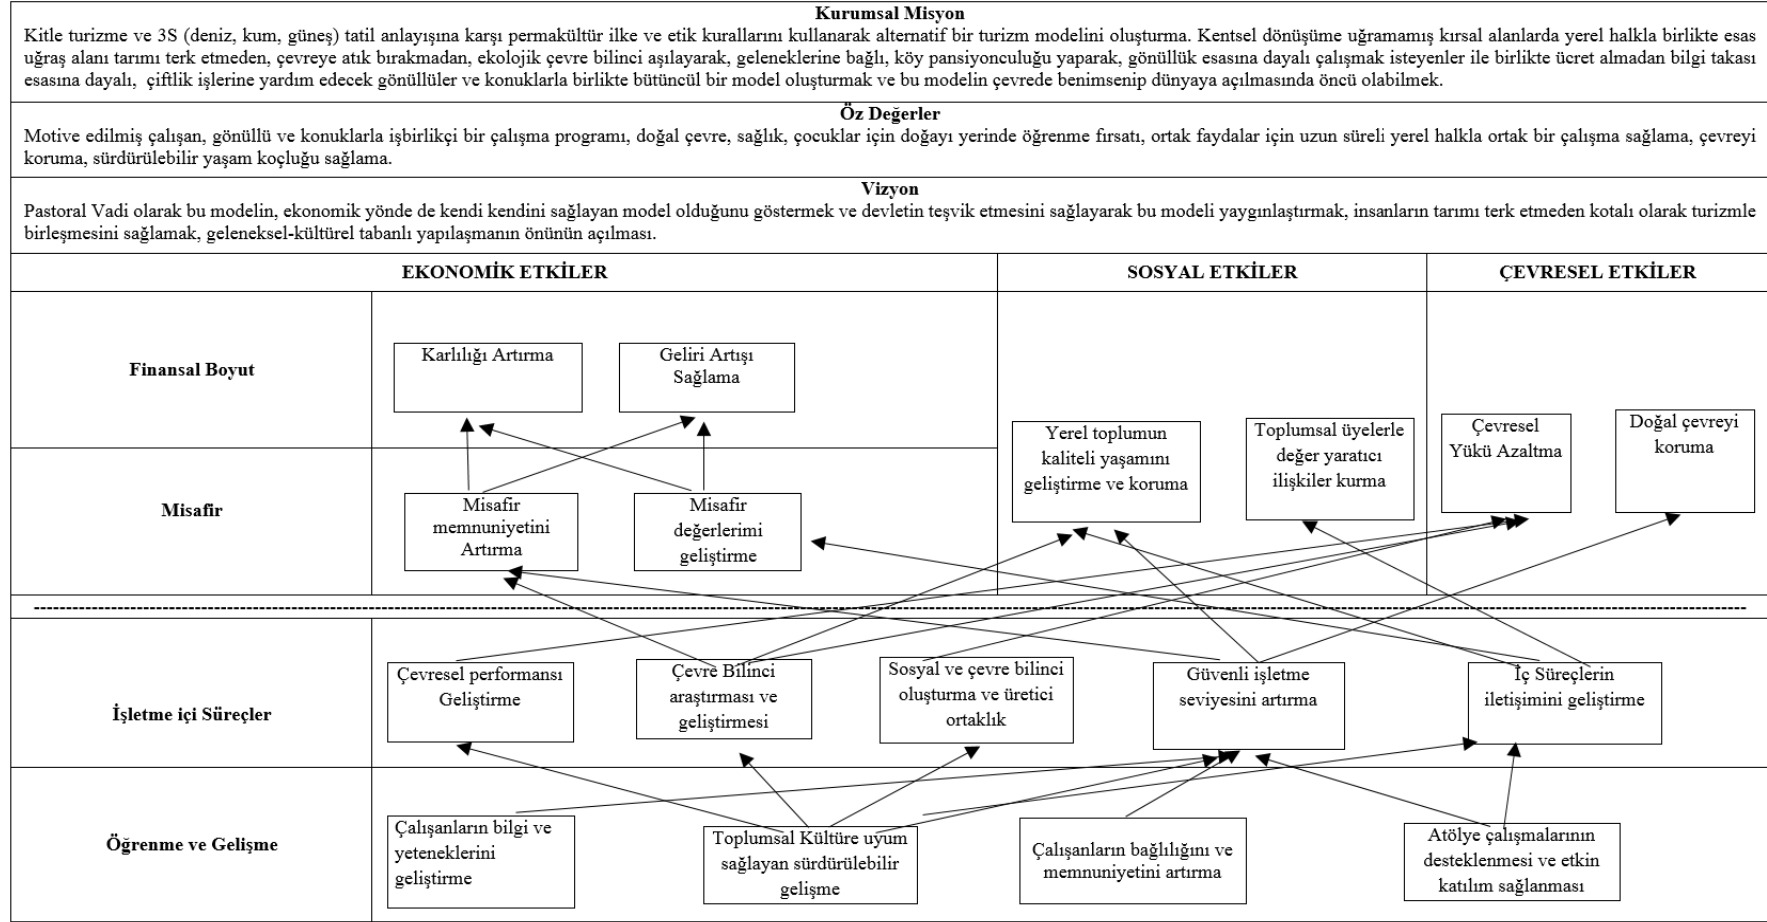 Kurumsal Misyon
Kitle turizme ve 3S (deniz, kum, güneş) tatil anlayışına karşı permakültür ilke ve etik kurallarını kullanarak alternatif bir turizm modelini oluşturma. Kentsel dönüşüme uğramamış kırsal alanlarda yerel halkla birlikte esas
uğraş alanı tarımı terk etmeden, çevreye atık bırakmadan, ekolojik çevre bilinci aşılayarak, geleneklerine bağlı, köy pansiyonculuğu yaparak, gönüllük esasına dayalı çalışmak isteyenler ile birlikte ücret almadan bilgi takası
esasına dayalı, çiftlik işlerine yardım edecek gönüllüler ve konuklarla birlikte bütüncül bir model oluşturmak ve bu modelin çevrede benimsenip dünyaya açılmasında öncü olabilmek.
Öz Değerler
Motive edilmiş çalışan, gönüllü ve konuklarla işbirlikçi bir çalışma programı, doğal çevre, sağlık, çocuklar için doğayı yerinde öğrenme fırsatı, ortak faydalar için uzun süreli yerel halkla ortak bir çalışma sağlama, çevreyi
koruma, sürdürülebilir yaşam koçluğu sağlama.
Vizyon
Pastoral Vadi olarak bu modelin, ekonomik yönde de kendi kendini sağlayan model olduğunu göstermek ve devletin teşvik etmesini sağlayarak bu modeli yaygınlaştırmak, insanların tarımı terk etmeden kotalı olarak turizmle
birleşmesini sağlamak, geleneksel-kültürel tabanlı yapılaşmanın önünün açılması.
EKONOMİK ETKİLER
SOSYAL ETKİLER
ÇEVRESEL ETKİLER
Finansal Boyut
Karlılığı Artırma
Geliri Artışı
Sağlama
Misafir
Misafir
memnuniyetini
Artırma
Misafir
değerlerimi
geliştirme
Yerel toplumun
kaliteli yaşamını
geliştirme ve koruma
Toplumsal üyelerle
değer yaratıcı
ilişkiler kurma
Çevresel
Yükü Azaltma
Doğal çevreyi
koruma
İşletme içi Süreçler
Çevresel performansı
Geliştirme
Çevre Bilinci
araştırması ve
geliştirmesi
Sosyal ve çevre bilinci
oluşturma ve üretici
ortaklık
Güvenli işletme
seviyesini artırma
İç Süreçlerin
iletişimini geliştirme
Öğrenme ve Gelişme
Çalışanların bilgi ve
yeteneklerini
geliştirme
Toplumsal Kültüre uyum
sağlayan sürdürülebilir
gelişme
Çalışanların bağlılığını ve
memnuniyetini artırma
Atölye çalışmalarının
desteklenmesi ve etkin
katılım sağlanması